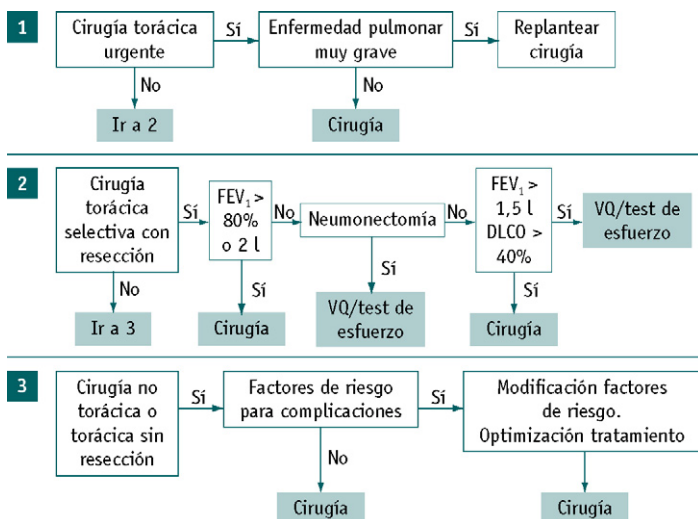 1
Cirugía torácica
urgente
Sí
Enfermedad pulmonar
muy grave
Sí
Replantear
cirugía
No
No
Ir a 2
Cirugía
2
Cirugía
torácica
selectiva con
resección
Sí
FEV₁ >
80%
o 2 l
No
Neumonectomía
No
FEV₁ >
1,5 l
DLCO >
40%
Sí
VQ/test de
esfuerzo
No
Sí
Sí
Sí
Ir a 3
Cirugía
VQ/test de
esfuerzo
Cirugía
3
Cirugía no
torácica o
torácica sin
resección
Sí
Factores de riesgo
para complicaciones
Sí
Modificación factores
de riesgo.
Optimización tratamiento
No
Cirugía
Cirugía